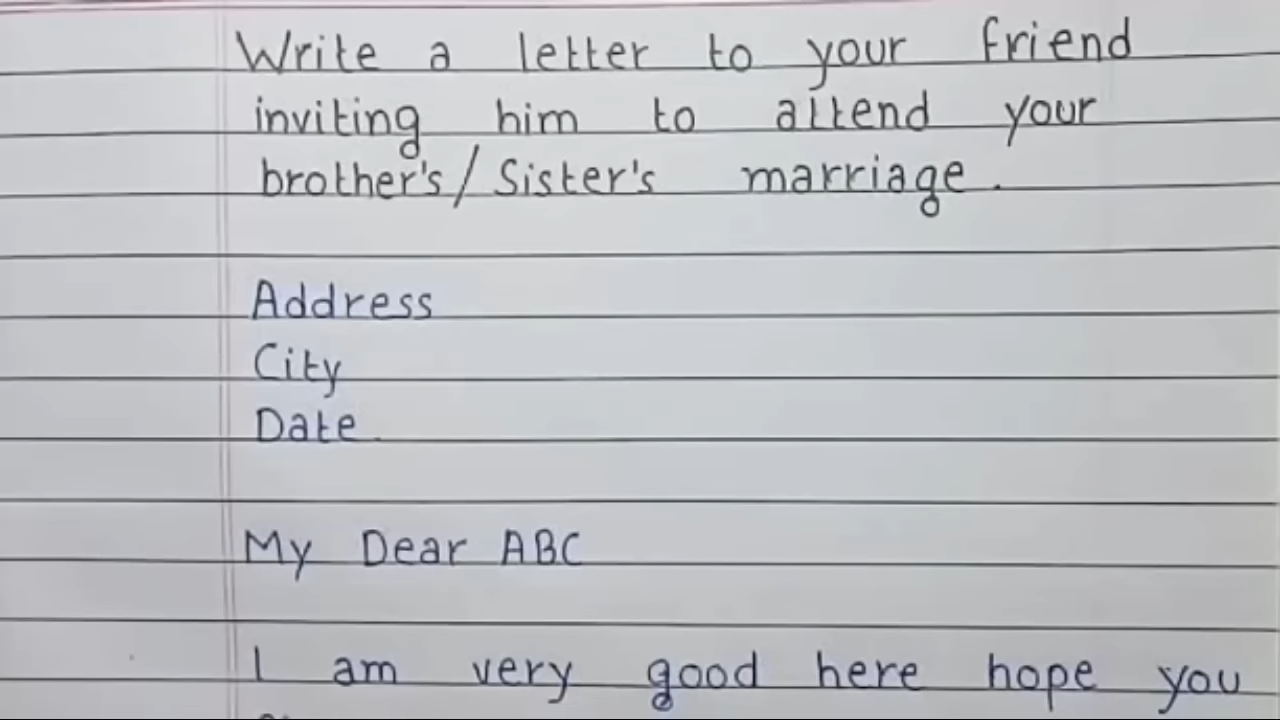 Write a letter to your friend
inviting him to attend your
brother's/Sister's marriage.
Address
City
Date.
My Dear ABC
I am very good here hope you